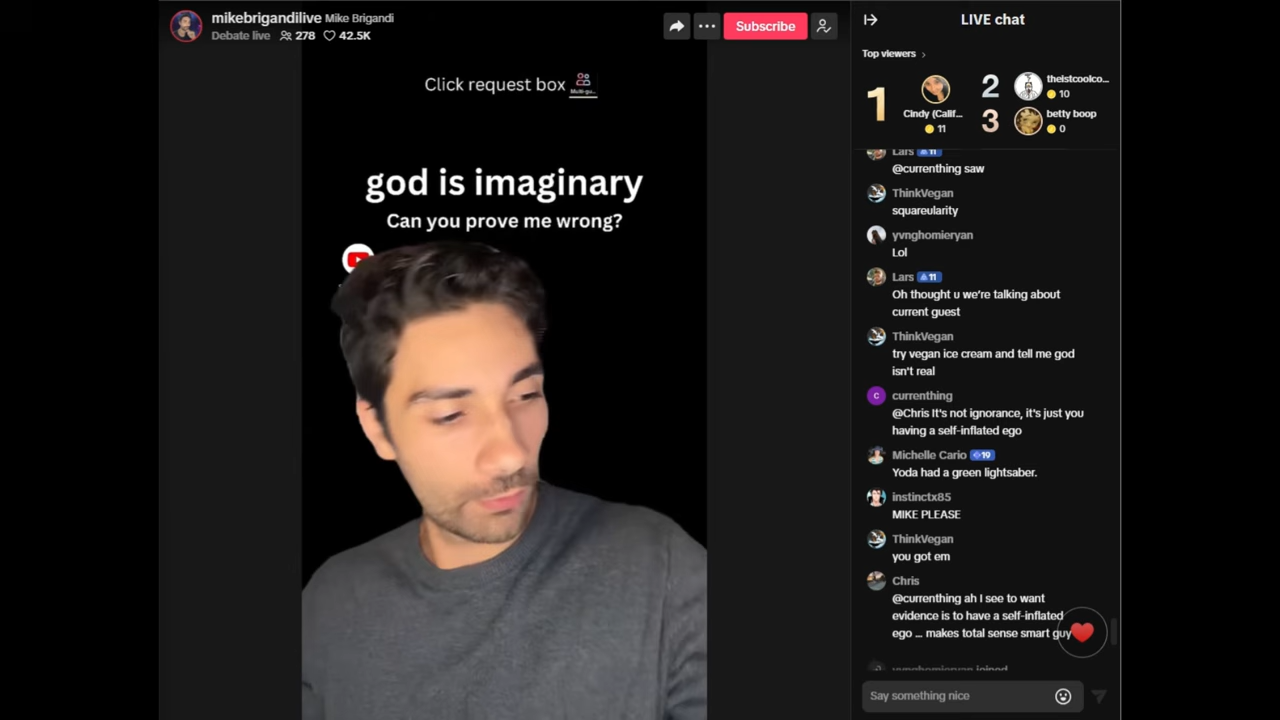 mikebrigandilive Mike Brigandi
Debate live 278 42.5K
Subscribe
Click request box
god is imaginary
Can you prove me wrong?
LIVE chat
Top viewers
1
Cindy (Calif...
11
2
theistcoolco...
10
3
betty boop
0
Lars 11
@currenthing saw
ThinkVegan
squareularity
yvnghomieryan
Lol
Lars 11
Oh thought u we're talking about
current guest
ThinkVegan
try vegan ice cream and tell me god
isn't real
C currenthing
@Chris It's not ignorance, it's just you
having a self-inflated ego
Michelle Cario 19
Yoda had a green lightsaber.
instinctx85
MIKE PLEASE
ThinkVegan
you got em
Chris
@currenthing ah I see to want
evidence is to have a self-inflated
ego ... makes total sense smart guy
yvnghomieryan joined
Say something nice